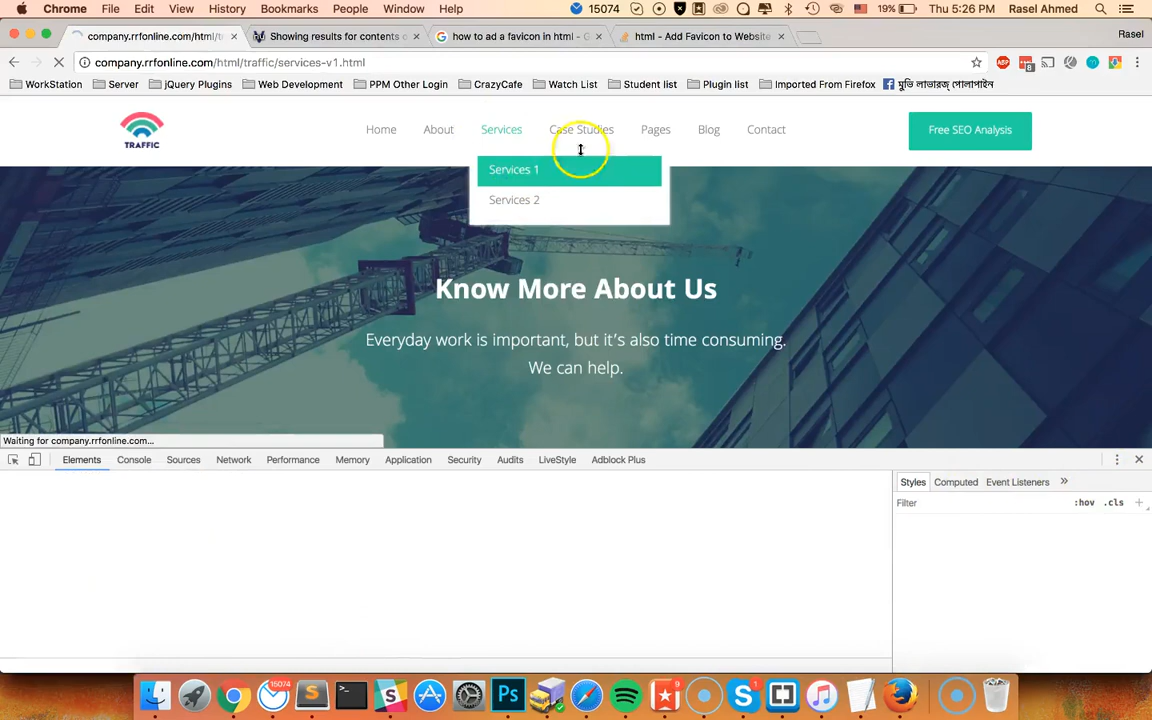 Chrome File Edit View History Bookmarks People Window Help 15074 19% Thu 5:26 PM Rasel Ahmed
company.rrfonline.com/html/tr Showing results for contents o how to ad a favicon in html - G html - Add Favicon to Website Rasel
company.rrfonline.com/html/traffic/services-v1.html
WorkStation Server jQuery Plugins Web Development PPM Other Login CrazyCafe Watch List Student list Plugin list Imported From Firefox মুভি লাভারজ পোলাপাইন
TRAFFIC Home About Services Case Studies Pages Blog Contact Free SEO Analysis
Services 1
Services 2
Know More About Us
Everyday work is important, but it's also time consuming.
We can help.
Waiting for company.rrfonline.com...
Elements Console Sources Network Performance Memory Application Security Audits LiveStyle Adblock Plus
Styles Computed Event Listeners »
Filter :hov .cls +
15074 9 1